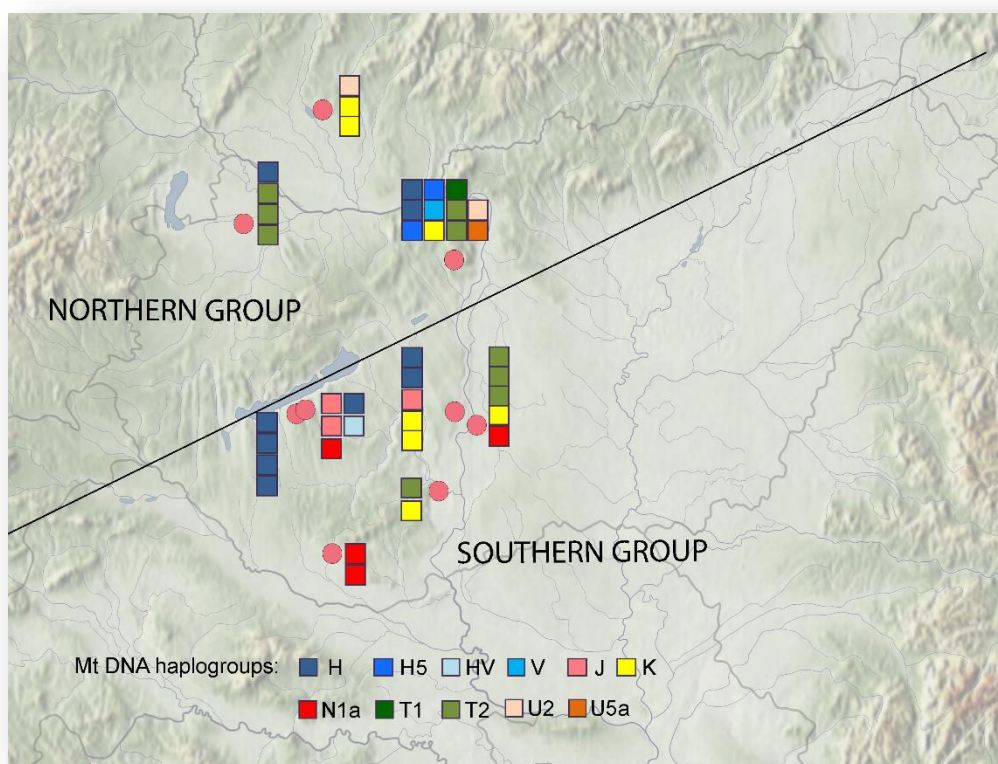 NORTHERN GROUP
SOUTHERN GROUP
Mt DNA haplogroups: H H5 HV V J K
N1a T1 T2 U2 U5a